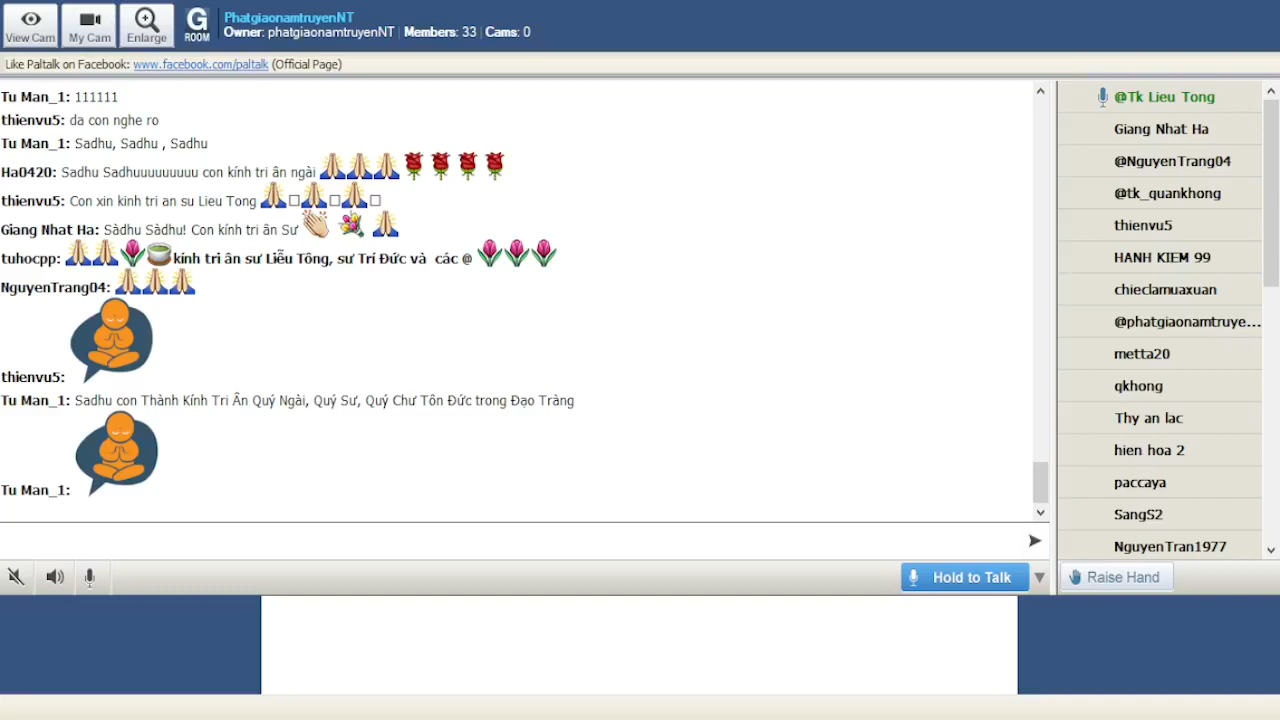 View Cam
My Cam
Enlarge
G
ROOM
PhatgiaonamtruyenNT
Owner: phatgiaonamtruyenNT | Members: 33 | Cams: 0
Like Paltalk on Facebook: www.facebook.com/paltalk (Official Page)
Tu Man_1: 111111
thienvu5: da con nghe ro
Tu Man_1: Sadhu, Sadhu , Sadhu
Ha0420: Sadhu Sadhuuuuuuuuu con kính tri ân ngài
thienvu5: Con xin kinh tri an su Lieu Tong
Giang Nhat Ha: Sàdhu Sàdhu! Con kính tri ân Sư
tuhocpp: kính tri ân sư Liễu Tông, sư Trí Đức và các @
NguyenTrang04:
thienvu5:
Tu Man_1: Sadhu con Thành Kính Tri Ân Quý Ngài, Quý Sư, Quý Chư Tôn Đức trong Đạo Tràng
Tu Man_1:
Hold to Talk
@Tk Lieu Tong
Giang Nhat Ha
@NguyenTrang04
@tk_quankhong
thienvu5
HANH KIEM 99
chieclamuaxuan
@phatgiaonamtruye...
metta20
qkhong
Thy an lac
hien hoa 2
paccaya
SangS2
NguyenTran1977
Raise Hand